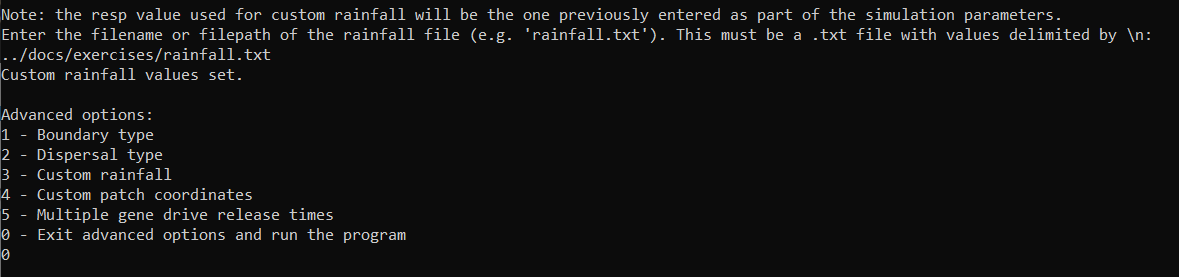 Note: the resp value used for custom rainfall will be the one previously entered as part of the simulation parameters.
Enter the filename or filepath of the rainfall file (e.g. 'rainfall.txt'). This must be a .txt file with values delimited by \n:
../docs/exercises/rainfall.txt
Custom rainfall values set.
Advanced options:
1 - Boundary type
2 - Dispersal type
3 - Custom rainfall
4 - Custom patch coordinates
5 - Multiple gene drive release times
0 - Exit advanced options and run the program
0